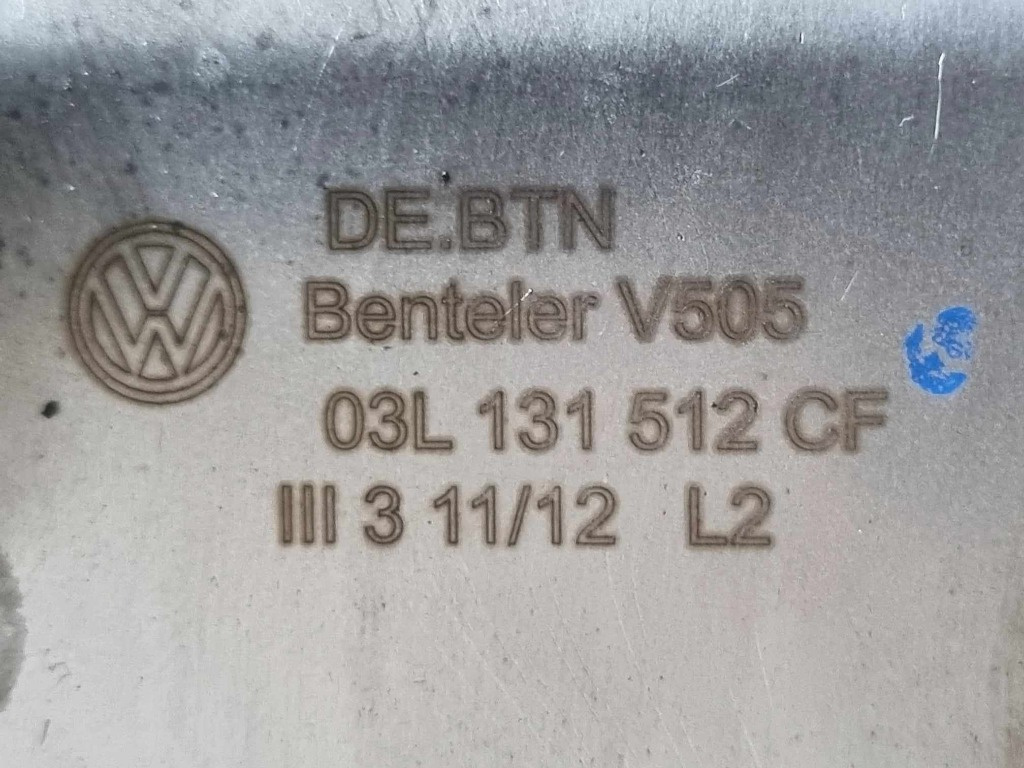 DE.BTN
Benteler V505
03L 131 512 CF
III 3 11/12 L2